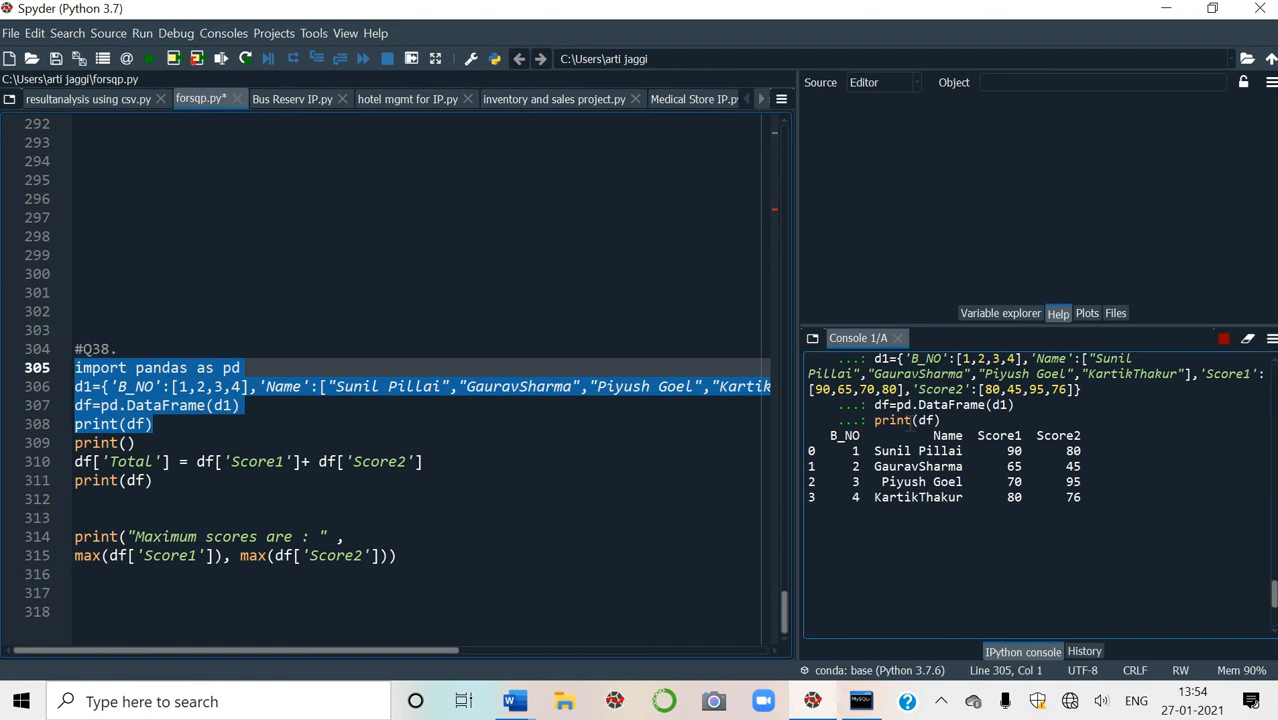 Spyder (Python 3.7)
File Edit Search Source Run Debug Consoles Projects Tools View Help
C:\Users\arti jaggi
C:\Users\arti jaggi\forsqp.py
resultanalysis using csv.py forsqp.py* Bus Reserv IP.py hotel mgmt for IP.py inventory and sales project.py Medical Store IP.py
Source Editor Object
292
293
294
295
296
297
298
299
300
301
302
303
304 #Q38.
305 import pandas as pd
306 d1={'B_NO':[1,2,3,4],'Name':["Sunil Pillai","GauravSharma","Piyush Goel","Kartik
307 df=pd.DataFrame(d1)
308 print(df)
309 print()
310 df['Total'] = df['Score1']+ df['Score2']
311 print(df)
312
313
314 print("Maximum scores are : " ,
315 max(df['Score1']), max(df['Score2']))
316
317
318
Variable explorer Help Plots Files
Console 1/A
...: d1={'B_NO':[1,2,3,4],'Name':["Sunil
Pillai","GauravSharma","Piyush Goel","KartikThakur"],'Score1':
[90,65,70,80],'Score2':[80,45,95,76]}
...: df=pd.DataFrame(d1)
...: print(df)
B_NO Name Score1 Score2
0 1 Sunil Pillai 90 80
1 2 GauravSharma 65 45
2 3 Piyush Goel 70 95
3 4 KartikThakur 80 76
IPython console History
conda: base (Python 3.7.6) Line 305, Col 1 UTF-8 CRLF RW Mem 90%
Type here to search
ENG
13:54
27-01-2021